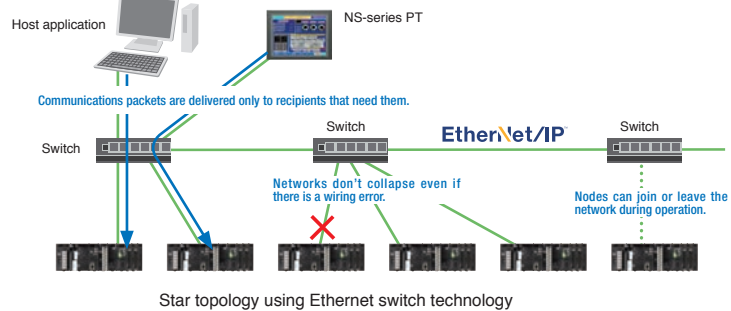 Host application
NS-series PT
Communications packets are delivered only to recipients that need them.
Switch
Switch
EtherNet/IP
Switch
Networks don't collapse even if
there is a wiring error.
Nodes can join or leave the
network during operation.
Star topology using Ethernet switch technology